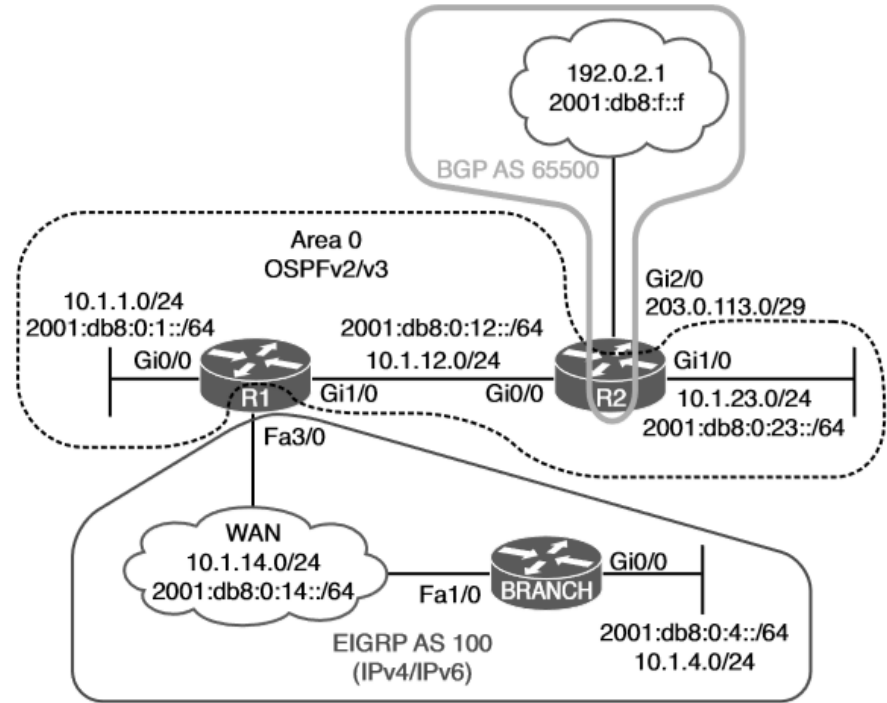 192.0.2.1
2001:db8:f::f
BGP AS 65500
Area 0
OSPFv2/v3
Gi2/0
203.0.113.0/29
10.1.1.0/24
2001:db8:0:1::/64
2001:db8:0:12::/64
10.1.12.0/24
Gi0/0
R1
Gi1/0
Gi0/0
R2
Gi1/0
10.1.23.0/24
2001:db8:0:23::/64
Fa3/0
WAN
10.1.14.0/24
2001:db8:0:14::/64
Fa1/0
BRANCH
Gi0/0
2001:db8:0:4::/64
10.1.4.0/24
EIGRP AS 100
(IPv4/IPv6)